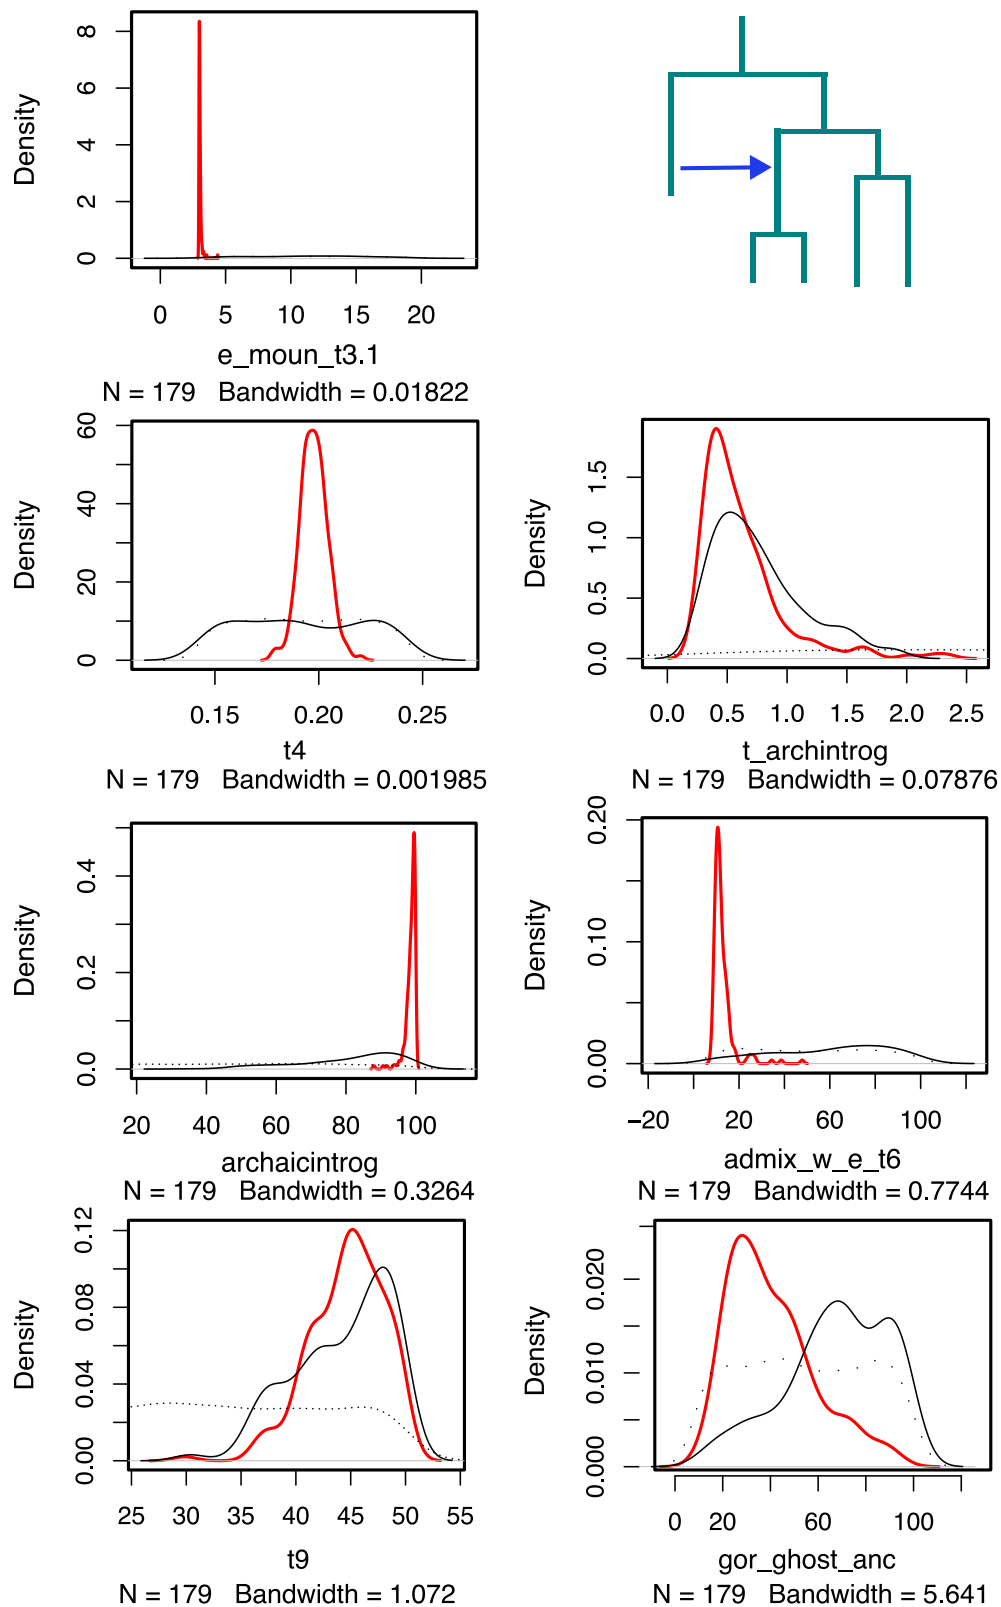 Density
8
6
4
2
0
0 5 10 15 20
e_moun_t3.1
N = 179 Bandwidth = 0.01822
Density
60
40
20
0
0.15 0.20 0.25
t4
N = 179 Bandwidth = 0.001985
Density
1.5
1.0
0.5
0.0
0.0 0.5 1.0 1.5 2.0 2.5
t_archintrog
N = 179 Bandwidth = 0.07876
Density
0.4
0.2
0.0
20 40 60 80 100
archaicintrog
N = 179 Bandwidth = 0.3264
Density
0.20
0.10
0.00
−20 20 60 100
admix_w_e_t6
N = 179 Bandwidth = 0.7744
Density
0.12
0.08
0.04
0.00
25 30 35 40 45 50 55
t9
N = 179 Bandwidth = 1.072
Density
0.020
0.010
0.000
0 20 60 100
gor_ghost_anc
N = 179 Bandwidth = 5.641